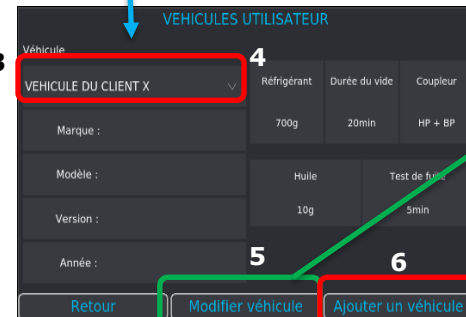 VEHICULES UTILISATEUR
Véhicule
3
4
VEHICULE DU CLIENT X
Réfrigérant Durée du vide Coupleur
700g 20min HP + BP
Marque :
Modèle :
Huile Test de fuite
Version :
10g 5min
Année :
5
6
Retour Modifier véhicule Ajouter un véhicule